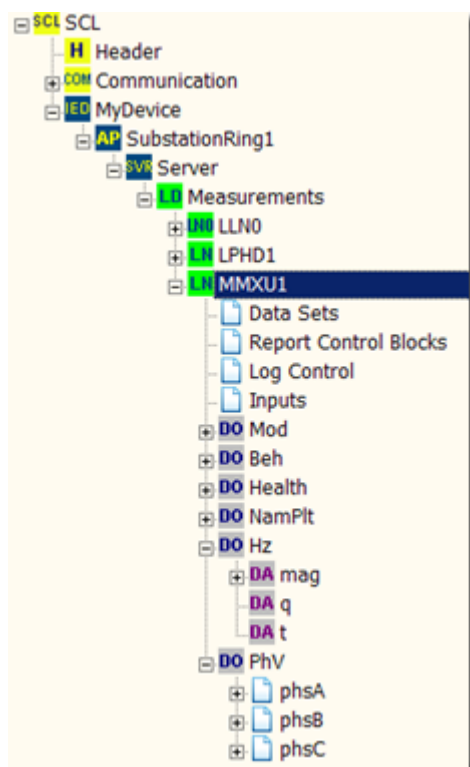 SCL SCL
H Header
COM Communication
IED MyDevice
AP SubstationRing1
SVR Server
LD Measurements
LN0 LLN0
LN LPHD1
LN MMXU1
Data Sets
Report Control Blocks
Log Control
Inputs
DO Mod
DO Beh
DO Health
DO NamPlt
DO Hz
DA mag
DA q
DA t
DO PhV
phsA
phsB
phsC